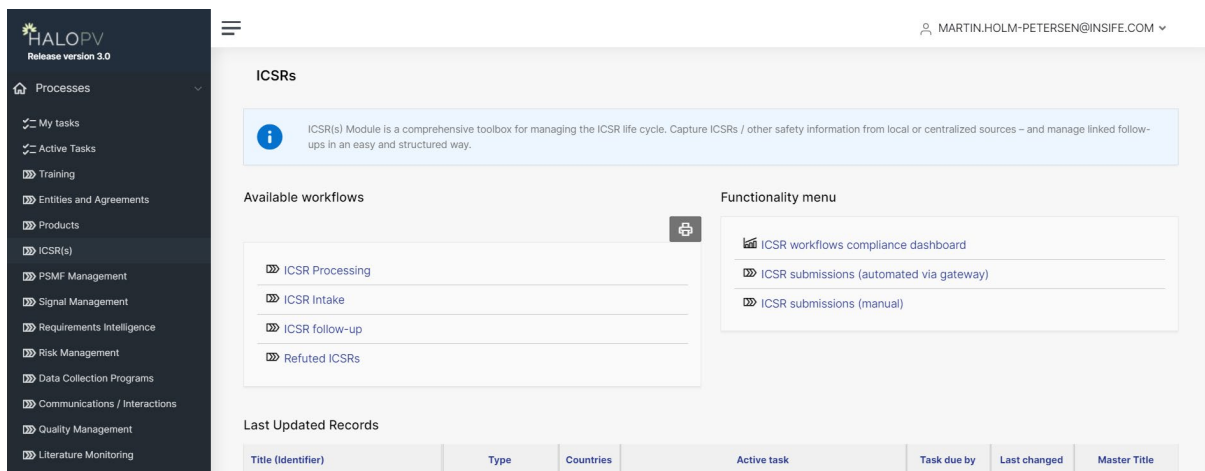 HALOPV
Release version 3.0
MARTIN.HOLM-PETERSEN@INSIFE.COM
Processes
My tasks
Active Tasks
Training
Entities and Agreements
Products
ICSR(s)
PSMF Management
Signal Management
Requirements Intelligence
Risk Management
Data Collection Programs
Communications / Interactions
Quality Management
Literature Monitoring
ICSRs
ICSR(s) Module is a comprehensive toolbox for managing the ICSR life cycle. Capture ICSRs / other safety information from local or centralized sources – and manage linked follow-
ups in an easy and structured way.
Available workflows
ICSR Processing
ICSR Intake
ICSR follow-up
Refuted ICSRs
Functionality menu
ICSR workflows compliance dashboard
ICSR submissions (automated via gateway)
ICSR submissions (manual)
Last Updated Records
Title (Identifier) Type Countries Active task Task due by Last changed Master Title